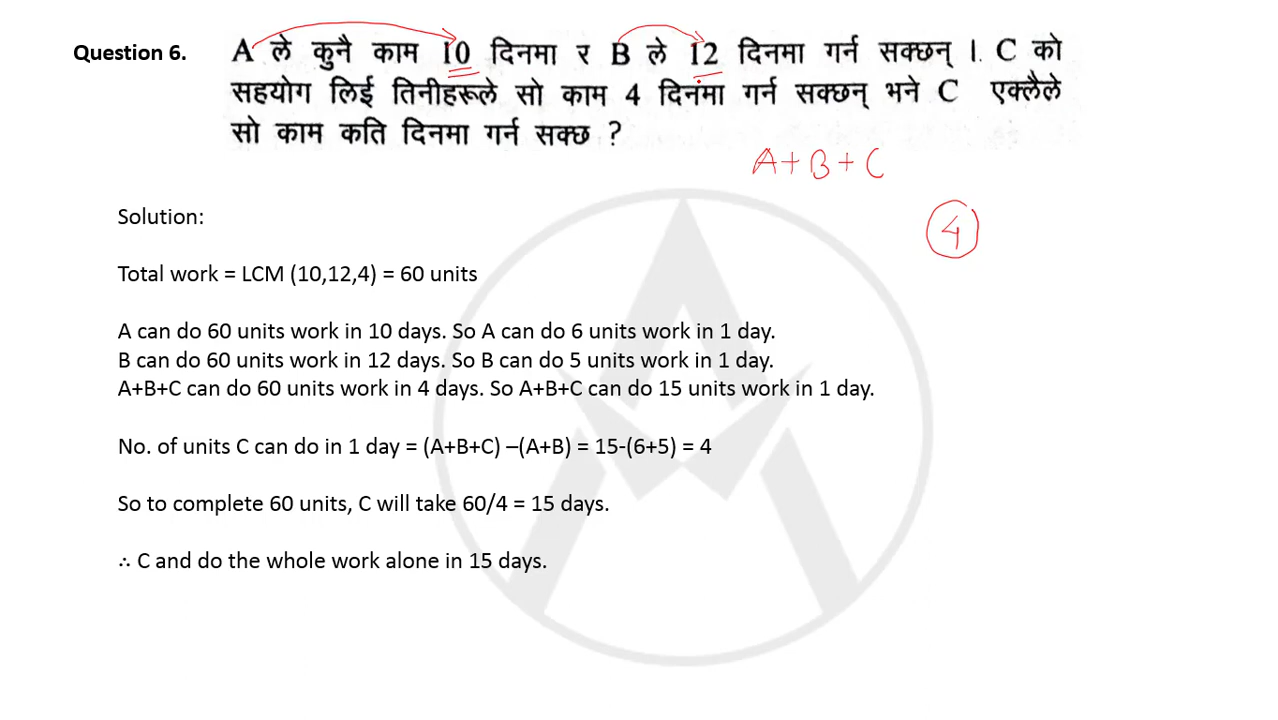 Question 6. A ले कुनै काम 10 दिनमा र B ले 12 दिनमा गर्न सक्छन् । C को
सहयोग लिई तिनीहरूले सो काम 4 दिनमा गर्न सक्छन् भने C एक्लैले
सो काम कति दिनमा गर्न सक्छ ?
A+B+C
4
Solution:
Total work = LCM (10,12,4) = 60 units
A can do 60 units work in 10 days. So A can do 6 units work in 1 day.
B can do 60 units work in 12 days. So B can do 5 units work in 1 day.
A+B+C can do 60 units work in 4 days. So A+B+C can do 15 units work in 1 day.
No. of units C can do in 1 day = (A+B+C) –(A+B) = 15-(6+5) = 4
So to complete 60 units, C will take 60/4 = 15 days.
∴ C and do the whole work alone in 15 days.